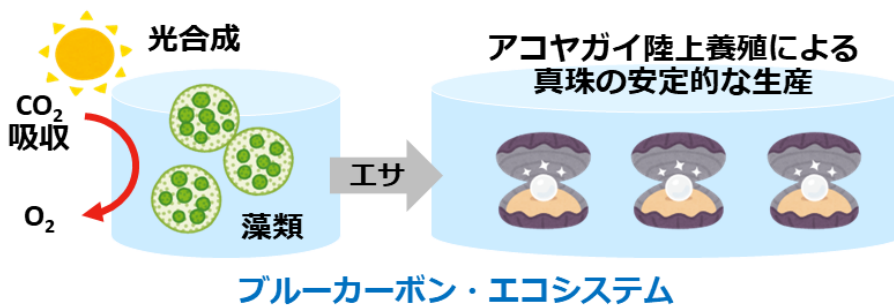 光合成
CO₂
吸収
O₂
藻類
エサ
アコヤガイ陸上養殖による
真珠の安定的な生産
ブルーカーボン・エコシステム